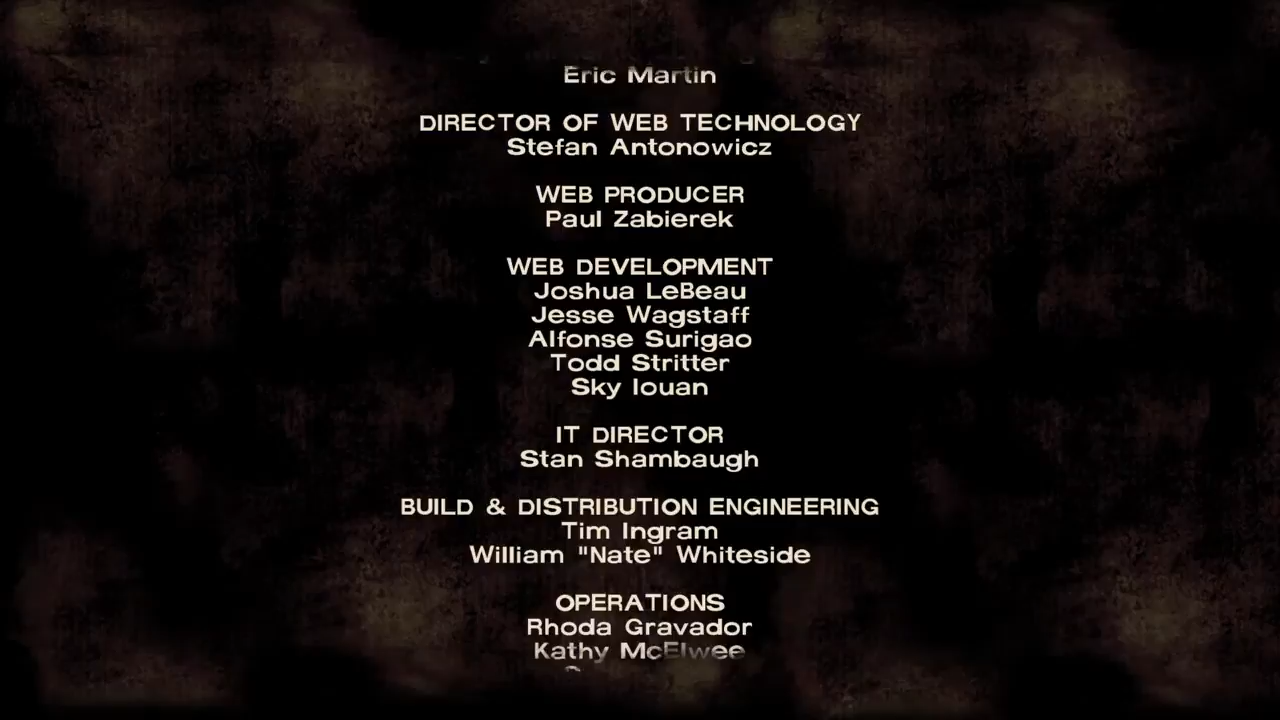 Eric Martin
DIRECTOR OF WEB TECHNOLOGY
Stefan Antonowicz
WEB PRODUCER
Paul Zabierek
WEB DEVELOPMENT
Joshua LeBeau
Jesse Wagstaff
Alfonse Surigao
Todd Stritter
Sky Iouan
IT DIRECTOR
Stan Shambaugh
BUILD & DISTRIBUTION ENGINEERING
Tim Ingram
William "Nate" Whiteside
OPERATIONS
Rhoda Gravador
Kathy McElwee